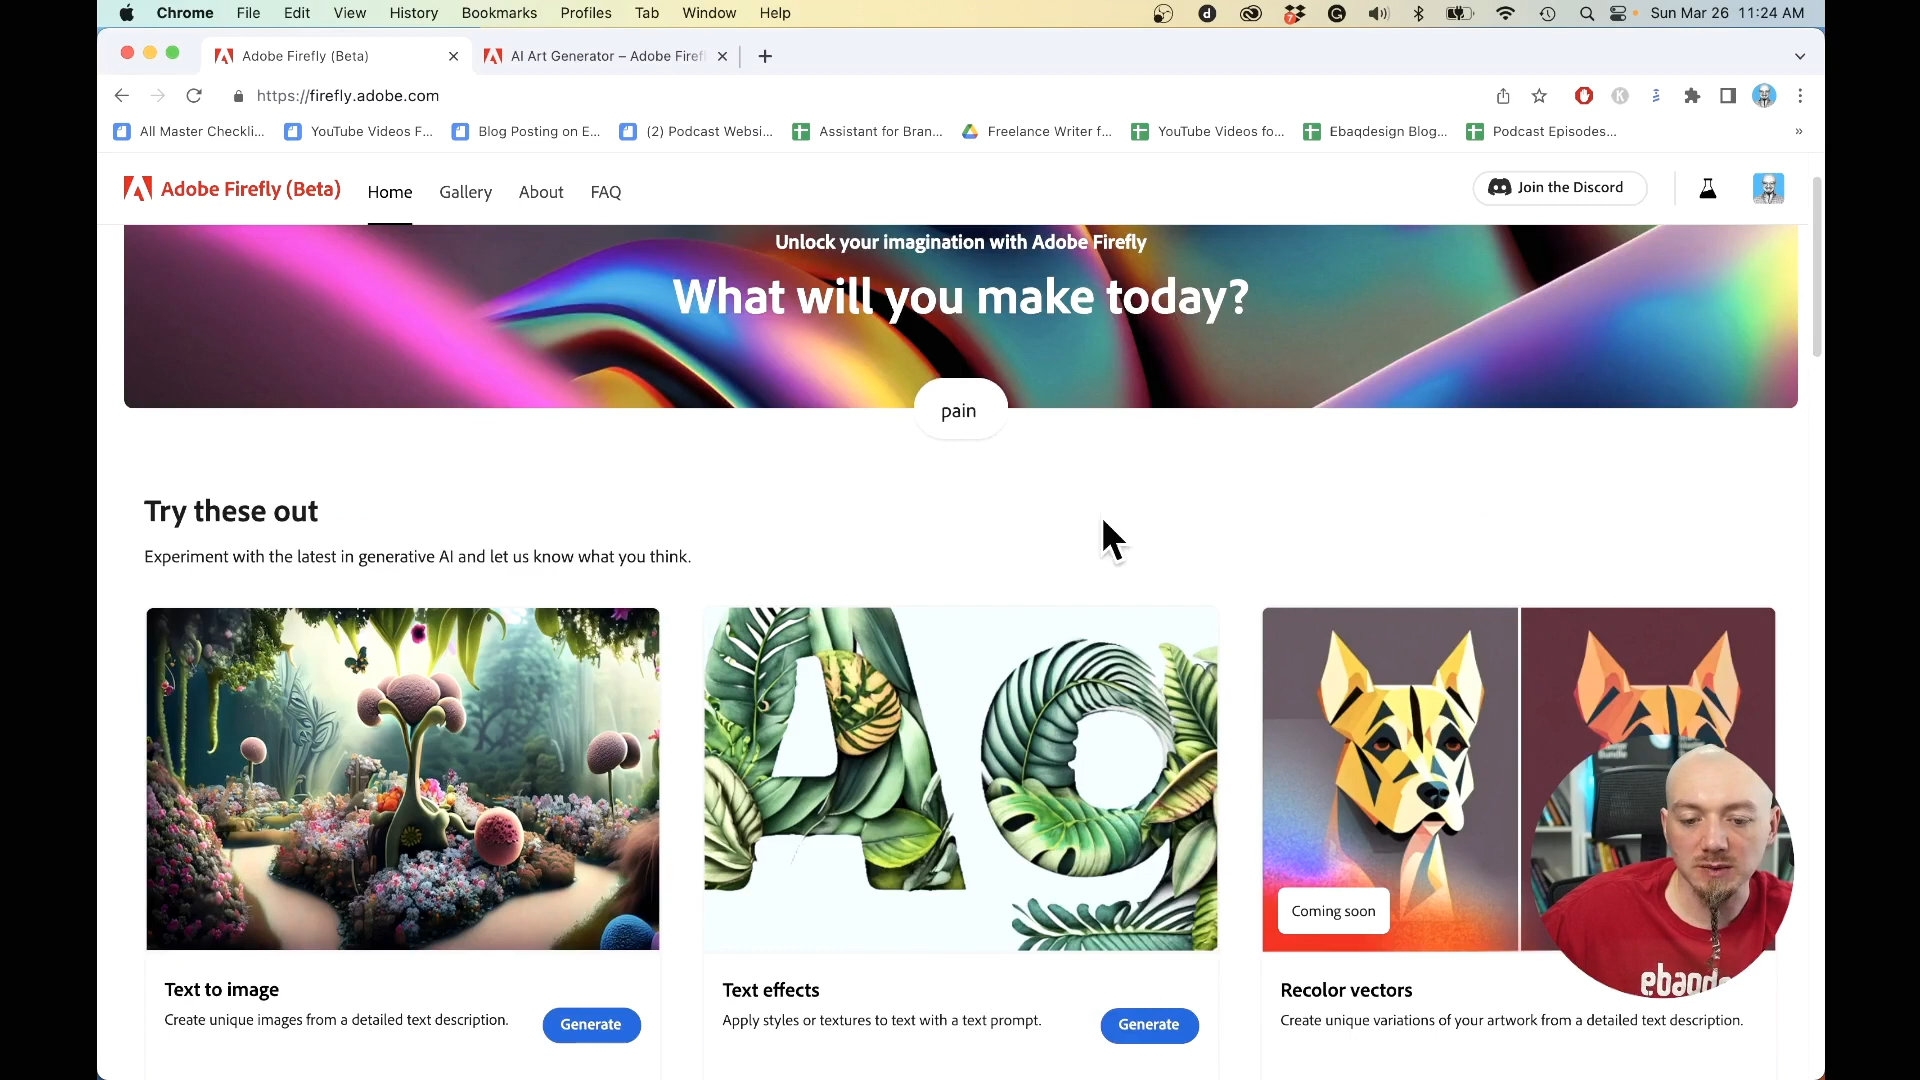 Chrome File Edit View History Bookmarks Profiles Tab Window Help
7
Sun Mar 26 11:24 AM
Adobe Firefly (Beta)
AI Art Generator – Adobe Firefl
https://firefly.adobe.com
All Master Checkli...
YouTube Videos F...
Blog Posting on E...
(2) Podcast Websi...
Assistant for Bran...
Freelance Writer f...
YouTube Videos fo...
Ebaqdesign Blog...
Podcast Episodes...
»
Adobe Firefly (Beta)
Home
Gallery
About
FAQ
Join the Discord
Unlock your imagination with Adobe Firefly
What will you make today?
pain
Try these out
Experiment with the latest in generative AI and let us know what you think.
Ag
Coming soon
Text to image
Create unique images from a detailed text description.
Generate
Text effects
Apply styles or textures to text with a text prompt.
Generate
Recolor vectors
Create unique variations of your artwork from a detailed text description.